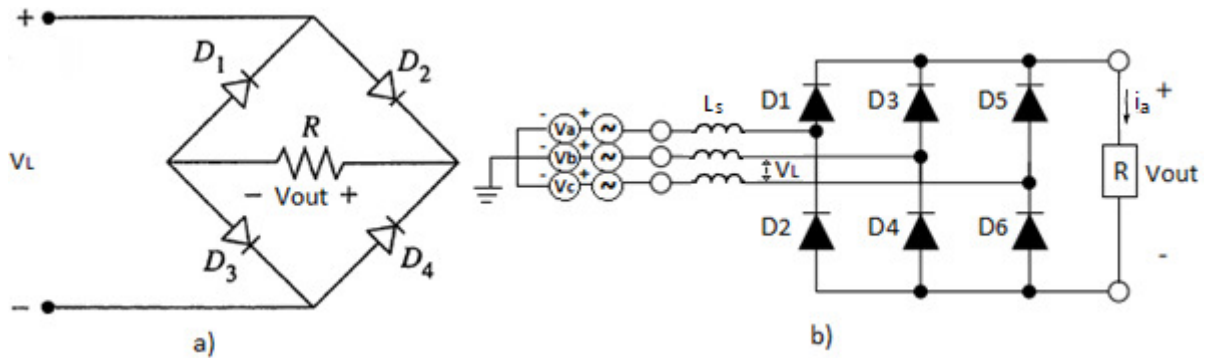 +
D1
D2
VL
R
− Vout +
D3
D4
−
a)
Ls
D1
D3
D5
ia
+
- Va + ~
- Vb + ~
VL
- Vc + ~
R
Vout
D2
D4
D6
-
b)